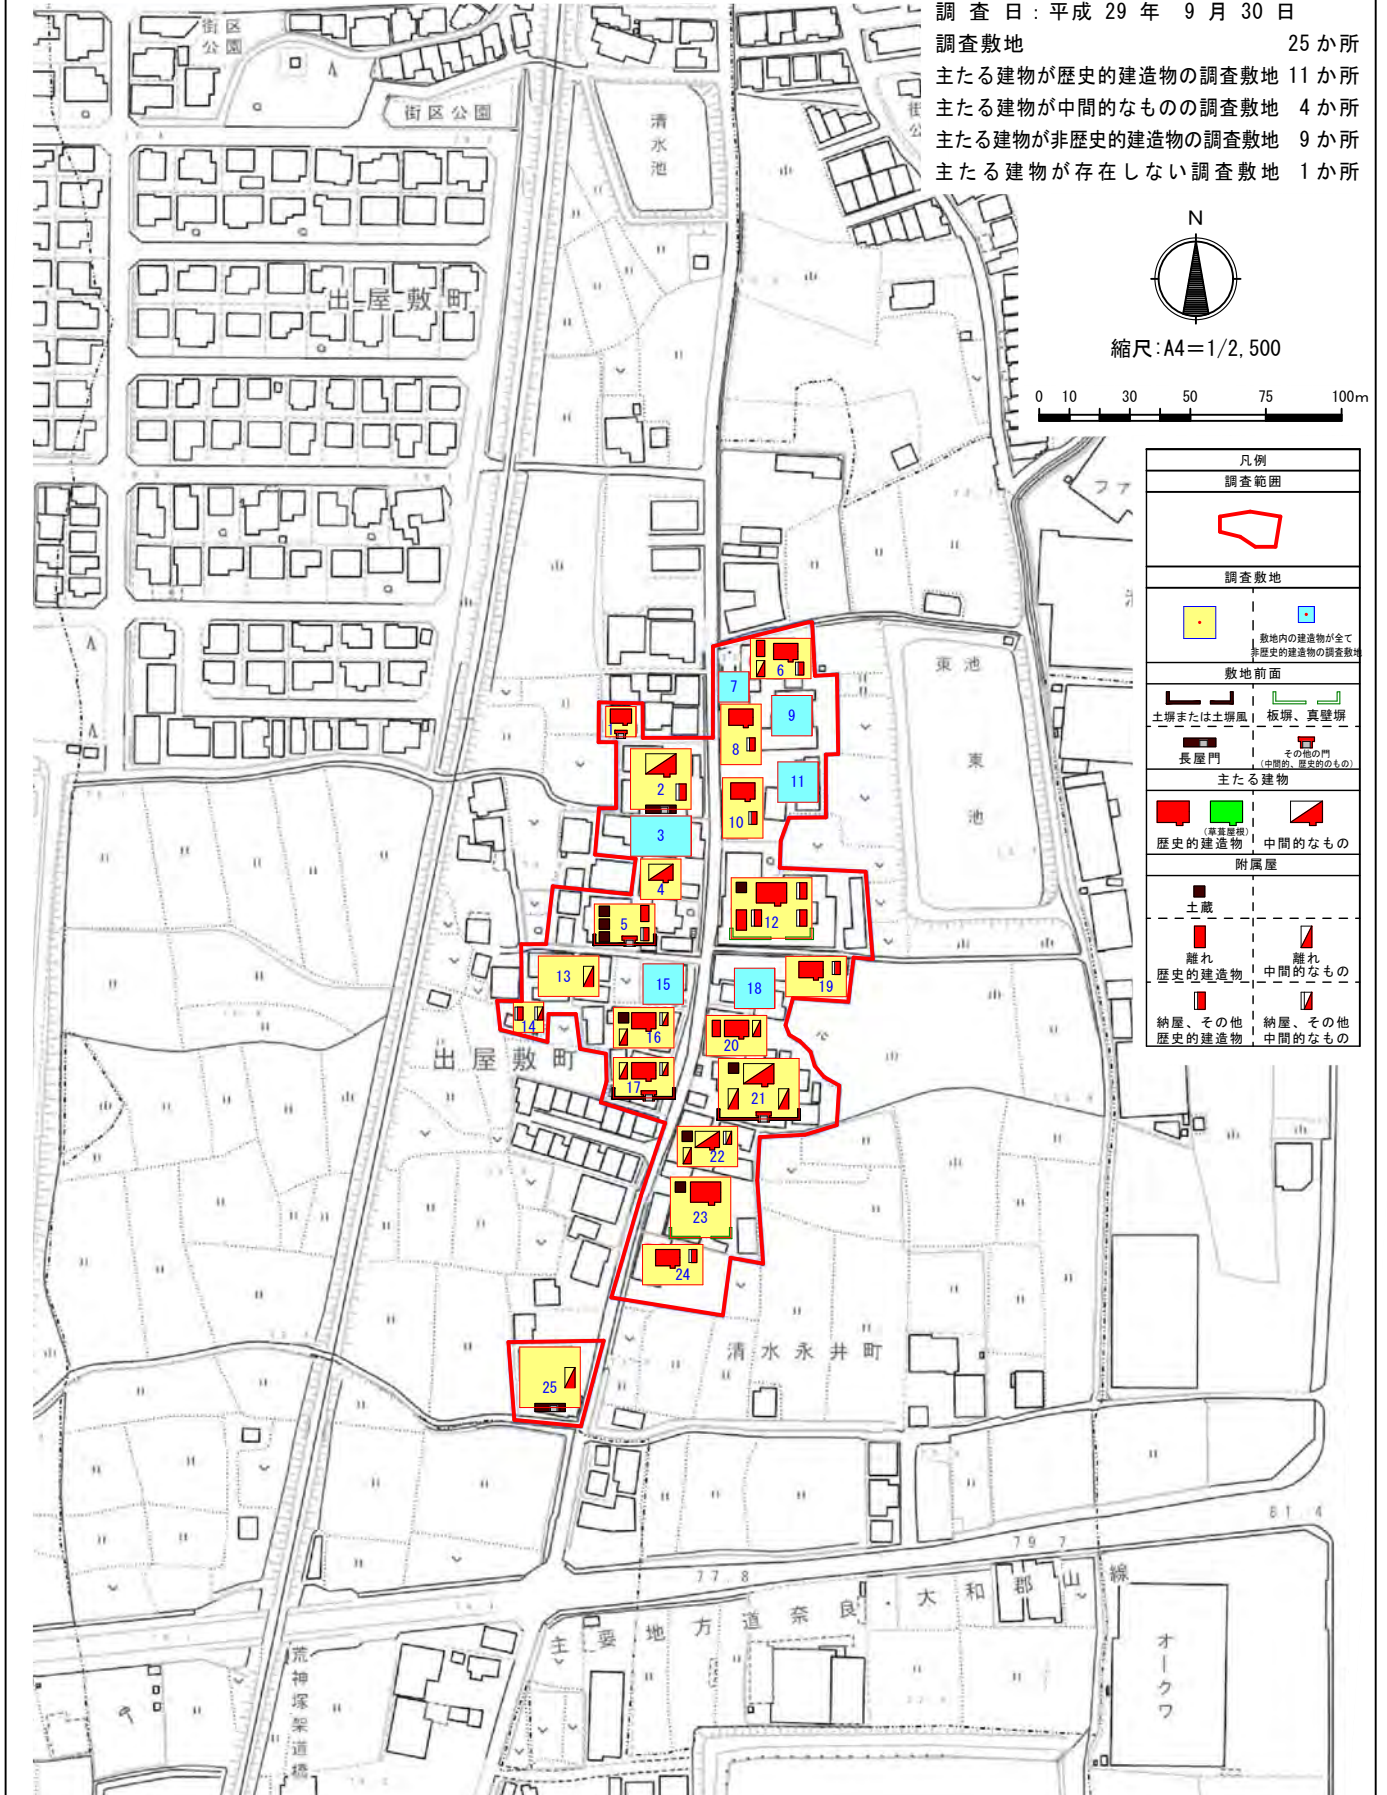 調査日：平成 29 年 9 月 30 日
調査敷地 25 か所
主たる建物が歴史的建造物の調査敷地 11 か所
主たる建物が中間的なものの調査敷地 4 か所
主たる建物が非歴史的建造物の調査敷地 9 か所
主たる建物が存在しない調査敷地 1 か所
N
縮尺:A4＝1/2,500
0 10 30 50 75 100m
凡例
調査範囲
調査敷地
敷地内の建造物が全て
非歴史的建造物の調査敷地
敷地前面
土塀または土塀風
板塀、真壁塀
長屋門
その他の門
(中間的、歴史的のもの)
主たる建物
(草葺屋根)
歴史的建造物
中間的なもの
附属屋
土蔵
離れ
歴史的建造物
離れ
中間的なもの
納屋、その他
歴史的建造物
納屋、その他
中間的なもの
街区
公園
街区公園
清水池
街
公
出屋敷町
ファ
東池
東池
6
7
9
1
8
2
11
10
3
4
5
12
13
15
18
19
14
16
20
17
21
22
23
24
25
出屋敷町
清水永井町
61.4
79.7
77.8
主要地方道奈良・大和郡山線
荒神塚架道橋
オークワ